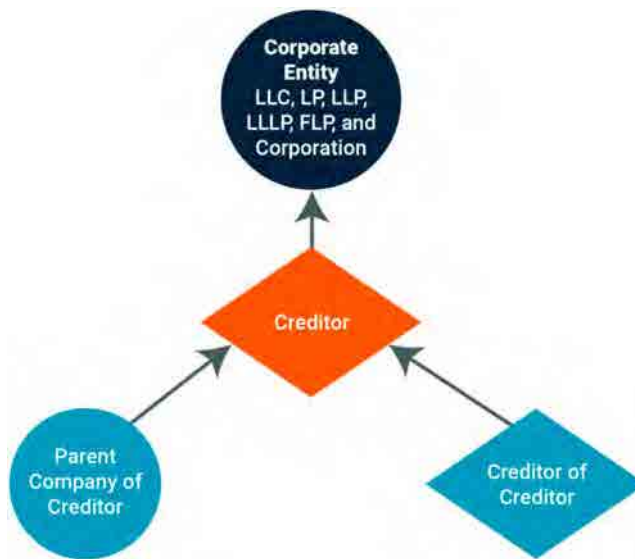 Corporate
Entity
LLC, LP, LLP,
LLLP, FLP, and
Corporation
Creditor
Parent
Company of
Creditor
Creditor of
Creditor